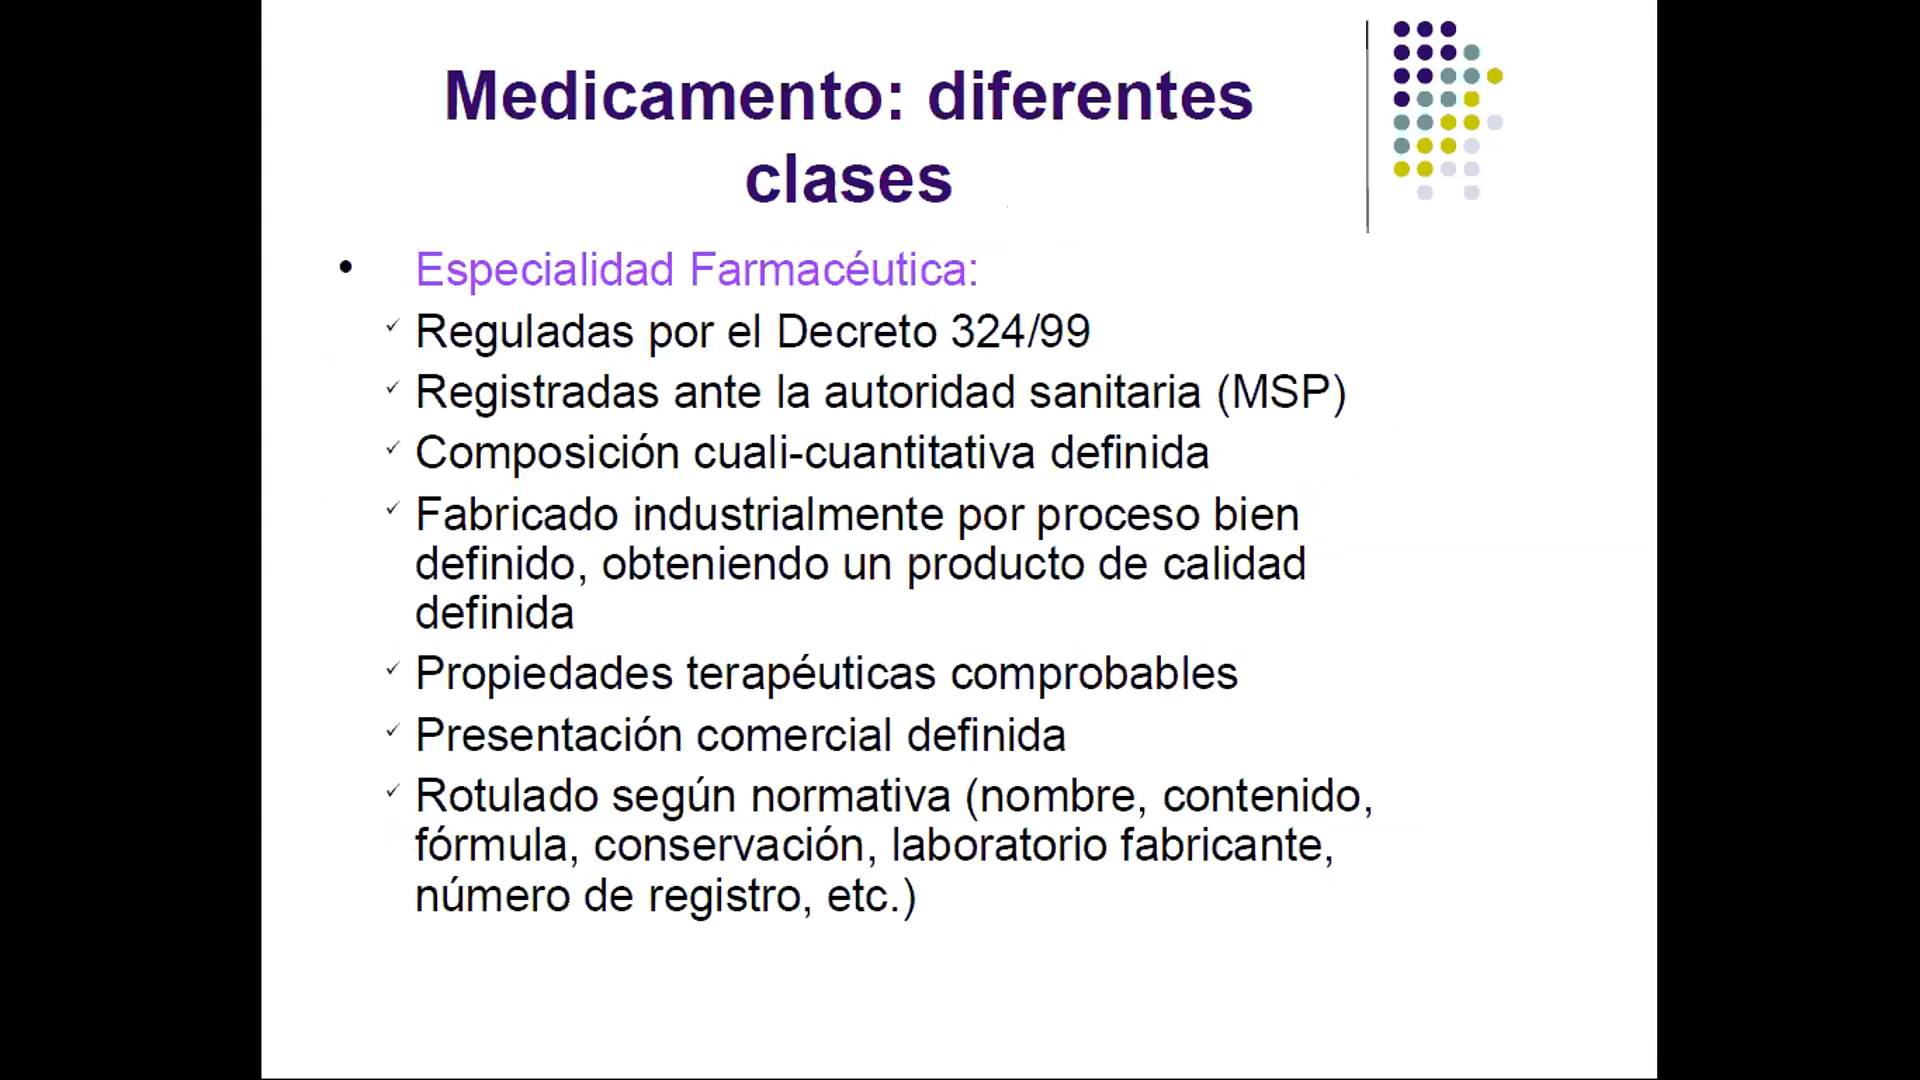 Medicamento: diferentes
clases
• Especialidad Farmacéutica:
✓ Reguladas por el Decreto 324/99
✓ Registradas ante la autoridad sanitaria (MSP)
✓ Composición cuali-cuantitativa definida
✓ Fabricado industrialmente por proceso bien
definido, obteniendo un producto de calidad
definida
✓ Propiedades terapéuticas comprobables
✓ Presentación comercial definida
✓ Rotulado según normativa (nombre, contenido,
fórmula, conservación, laboratorio fabricante,
número de registro, etc.)